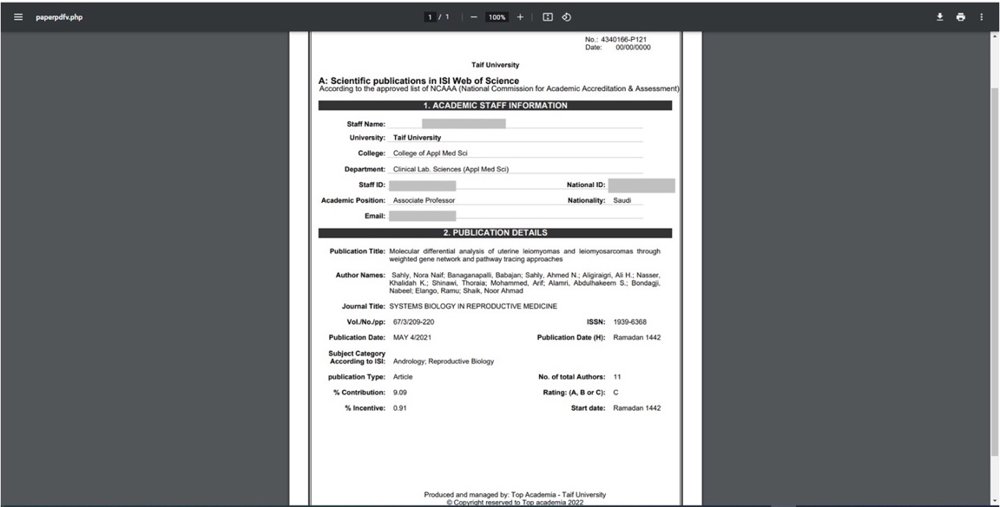 paperpdfv.php
1 / 1
100%
No.: 4340166-P121
Date: 00/00/0000
Taif University
A: Scientific publications in ISI Web of Science
According to the approved list of NCAAA (National Commission for Academic Accreditation & Assessment)
1. ACADEMIC STAFF INFORMATION
Staff Name:
University: Taif University
College: College of Appl Med Sci
Department: Clinical Lab. Sciences (Appl Med Sci)
Staff ID: National ID:
Academic Position: Associate Professor Nationality: Saudi
Email:
2. PUBLICATION DETAILS
Publication Title: Molecular differential analysis of uterine leiomyomas and leiomyosarcomas through
weighted gene network and pathway tracing approaches
Author Names: Sahly, Nora Naif; Banaganapalli, Babajan; Sahly, Ahmed N.; Aligiraigri, Ali H.; Nasser,
Khalidah K.; Shinawi, Thoraia; Mohammed, Arif; Alamri, Abdulhakeem S.; Bondagji,
Nabeel; Elango, Ramu; Shaik, Noor Ahmad
Journal Title: SYSTEMS BIOLOGY IN REPRODUCTIVE MEDICINE
Vol./No./pp: 67/3/209-220 ISSN: 1939-6368
Publication Date: MAY 4/2021 Publication Date (H): Ramadan 1442
Subject Category
According to ISI: Andrology; Reproductive Biology
publication Type: Article No. of total Authors: 11
% Contribution: 9.09 Rating: (A, B or C): C
% Incentive: 0.91 Start date: Ramadan 1442
Produced and managed by: Top Academia - Taif University
© Copyright reserved to Top academia 2022